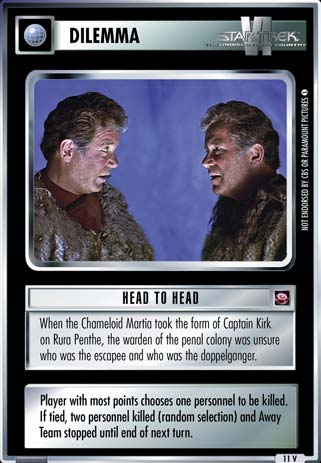 DILEMMA
STAR TREK
VI
THE UNDISCOVERED COUNTRY
NOT ENDORSED BY CBS OR PARAMOUNT PICTURES
HEAD TO HEAD
When the Chameloid Martia took the form of Captain Kirk
on Rura Penthe, the warden of the penal colony was unsure
who was the escapee and who was the doppelganger.
Player with most points chooses one personnel to be killed.
If tied, two personnel killed (random selection) and Away
Team stopped until end of next turn.
11 V